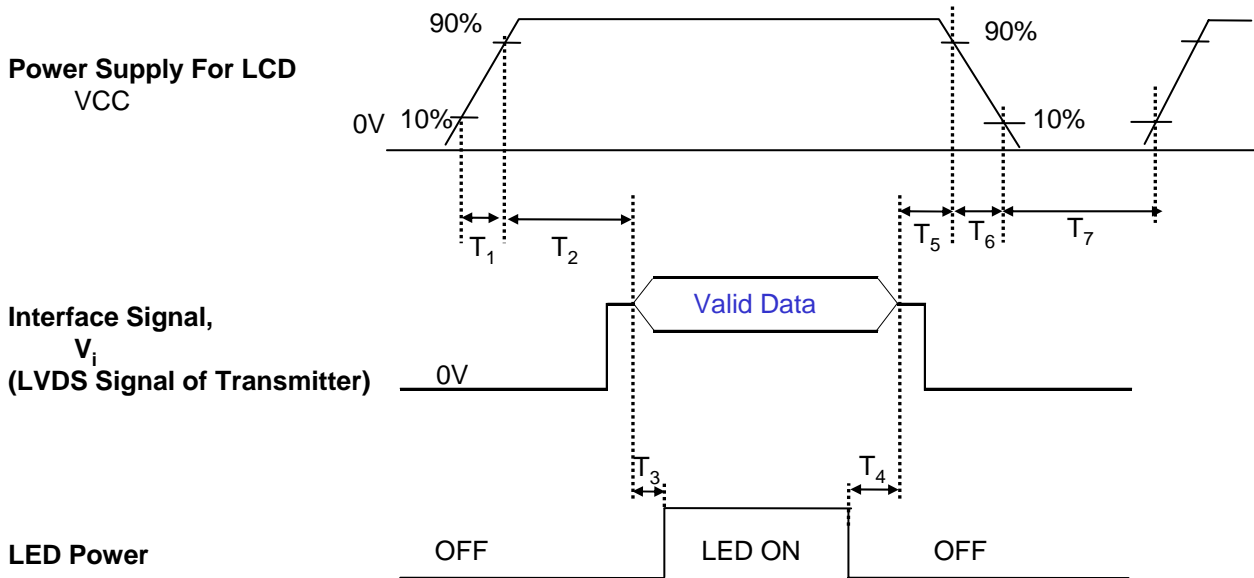 90%
90%
Power Supply For LCD
VCC
0V
10%
10%
T₁
T₂
T₅
T₆
T₇
Valid Data
Interface Signal,
Vᵢ
(LVDS Signal of Transmitter)
0V
T₃
T₄
LED Power
OFF
LED ON
OFF